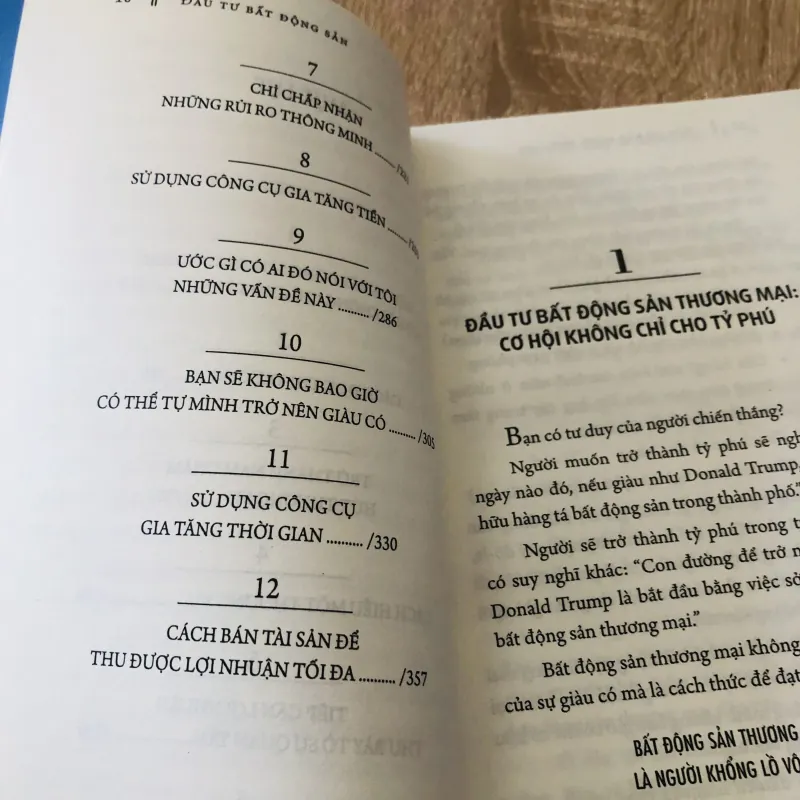 ĐẦU TƯ BẤT ĐỘNG SẢN
7
CHỈ CHẤP NHẬN
NHỮNG RỦI RO THÔNG MINH
8
SỬ DỤNG CÔNG CỤ GIA TĂNG TIỀN
9
ƯỚC GÌ CÓ AI ĐÓ NÓI VỚI TÔI
NHỮNG VẤN ĐỀ NÀY .......... /286
10
BẠN SẼ KHÔNG BAO GIỜ
CÓ THỂ TỰ MÌNH TRỞ NÊN GIÀU CÓ .......... /305
11
SỬ DỤNG CÔNG CỤ
GIA TĂNG THỜI GIAN .......... /330
12
CÁCH BÁN TÀI SẢN ĐỂ
THU ĐƯỢC LỢI NHUẬN TỐI ĐA .......... /357
1
ĐẦU TƯ BẤT ĐỘNG SẢN THƯƠNG MẠI:
CƠ HỘI KHÔNG CHỈ CHO TỶ PHÚ
Bạn có tư duy của người chiến thắng?
Người muốn trở thành tỷ phú sẽ
ngày nào đó, nếu giàu như Donald Trump,
hữu hàng tá bất động sản trong thành phố."
Người sẽ trở thành tỷ phú trong
có suy nghĩ khác: "Con đường để trở
Donald Trump là bắt đầu bằng việc
bất động sản thương mại."
Bất động sản thương mại không
của sự giàu có mà là cách thức để đạt
BẤT ĐỘNG SẢN THƯƠNG
LÀ NGƯỜI KHỔNG LỒ VÔ